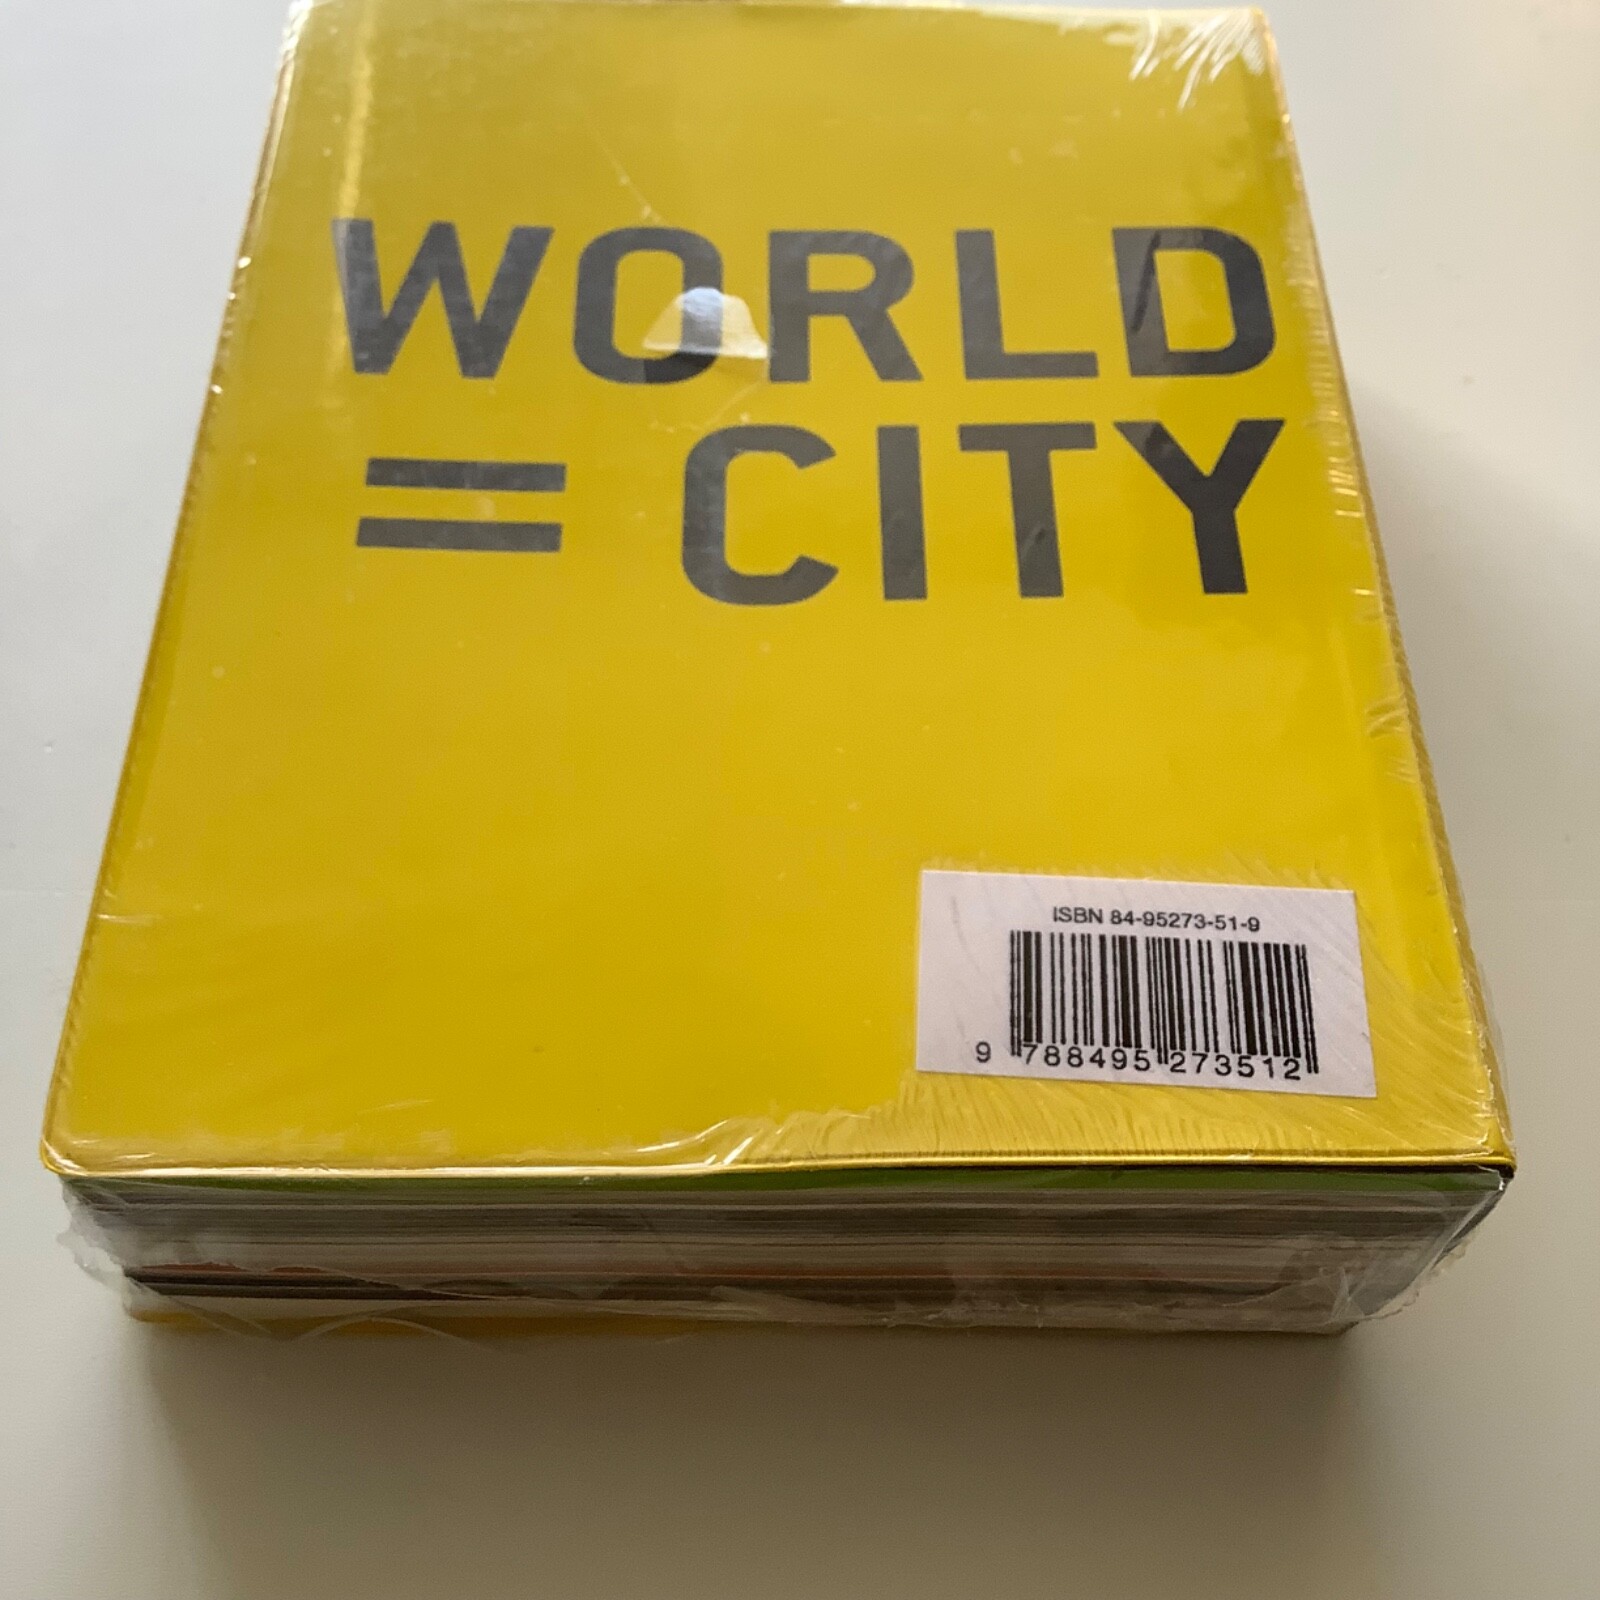 WORLD
= CITY
ISBN 84-95273-51-9
9 788495 273512